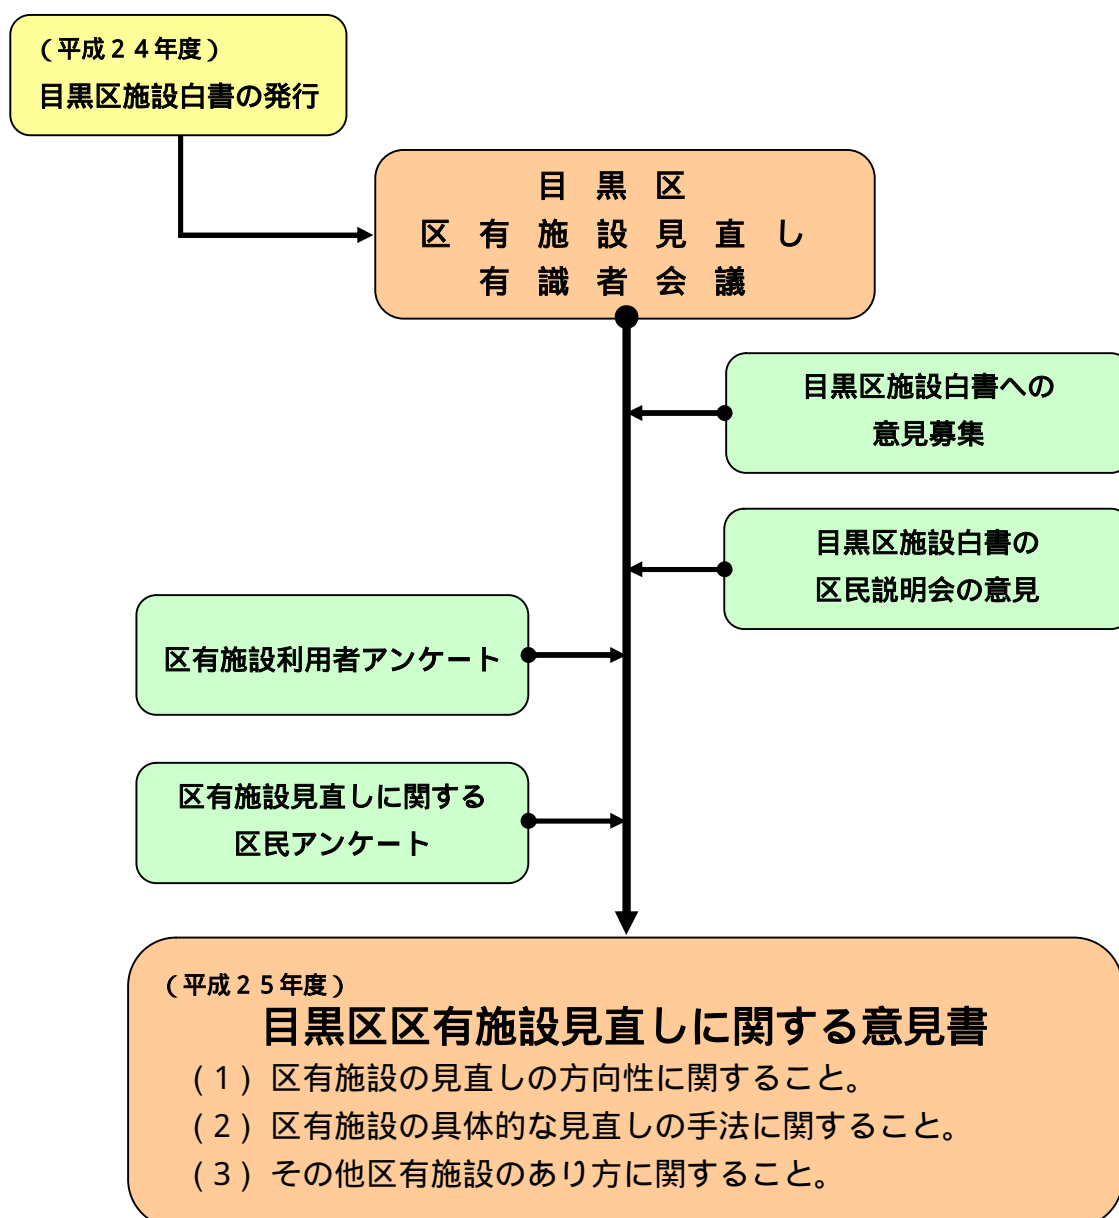 （平成２４年度）
目黒区施設白書の発行
目黒区
区有施設見直し
有識者会議
目黒区施設白書への
意見募集
目黒区施設白書の
区民説明会の意見
区有施設利用者アンケート
区有施設見直しに関する
区民アンケート
（平成２５年度）
目黒区区有施設見直しに関する意見書
（１）区有施設の見直しの方向性に関すること。
（２）区有施設の具体的な見直しの手法に関すること。
（３）その他区有施設のあり方に関すること。